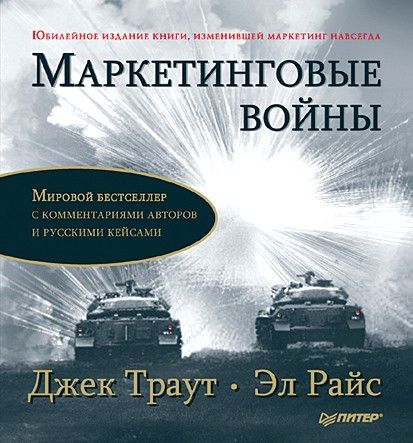 Юбилейное издание книги, изменившей маркетинг навсегда
Маркетинговые
войны
Мировой бестселлер
с комментариями авторов
и русскими кейсами
Джек Траут · Эл Райс
ПИТЕР®